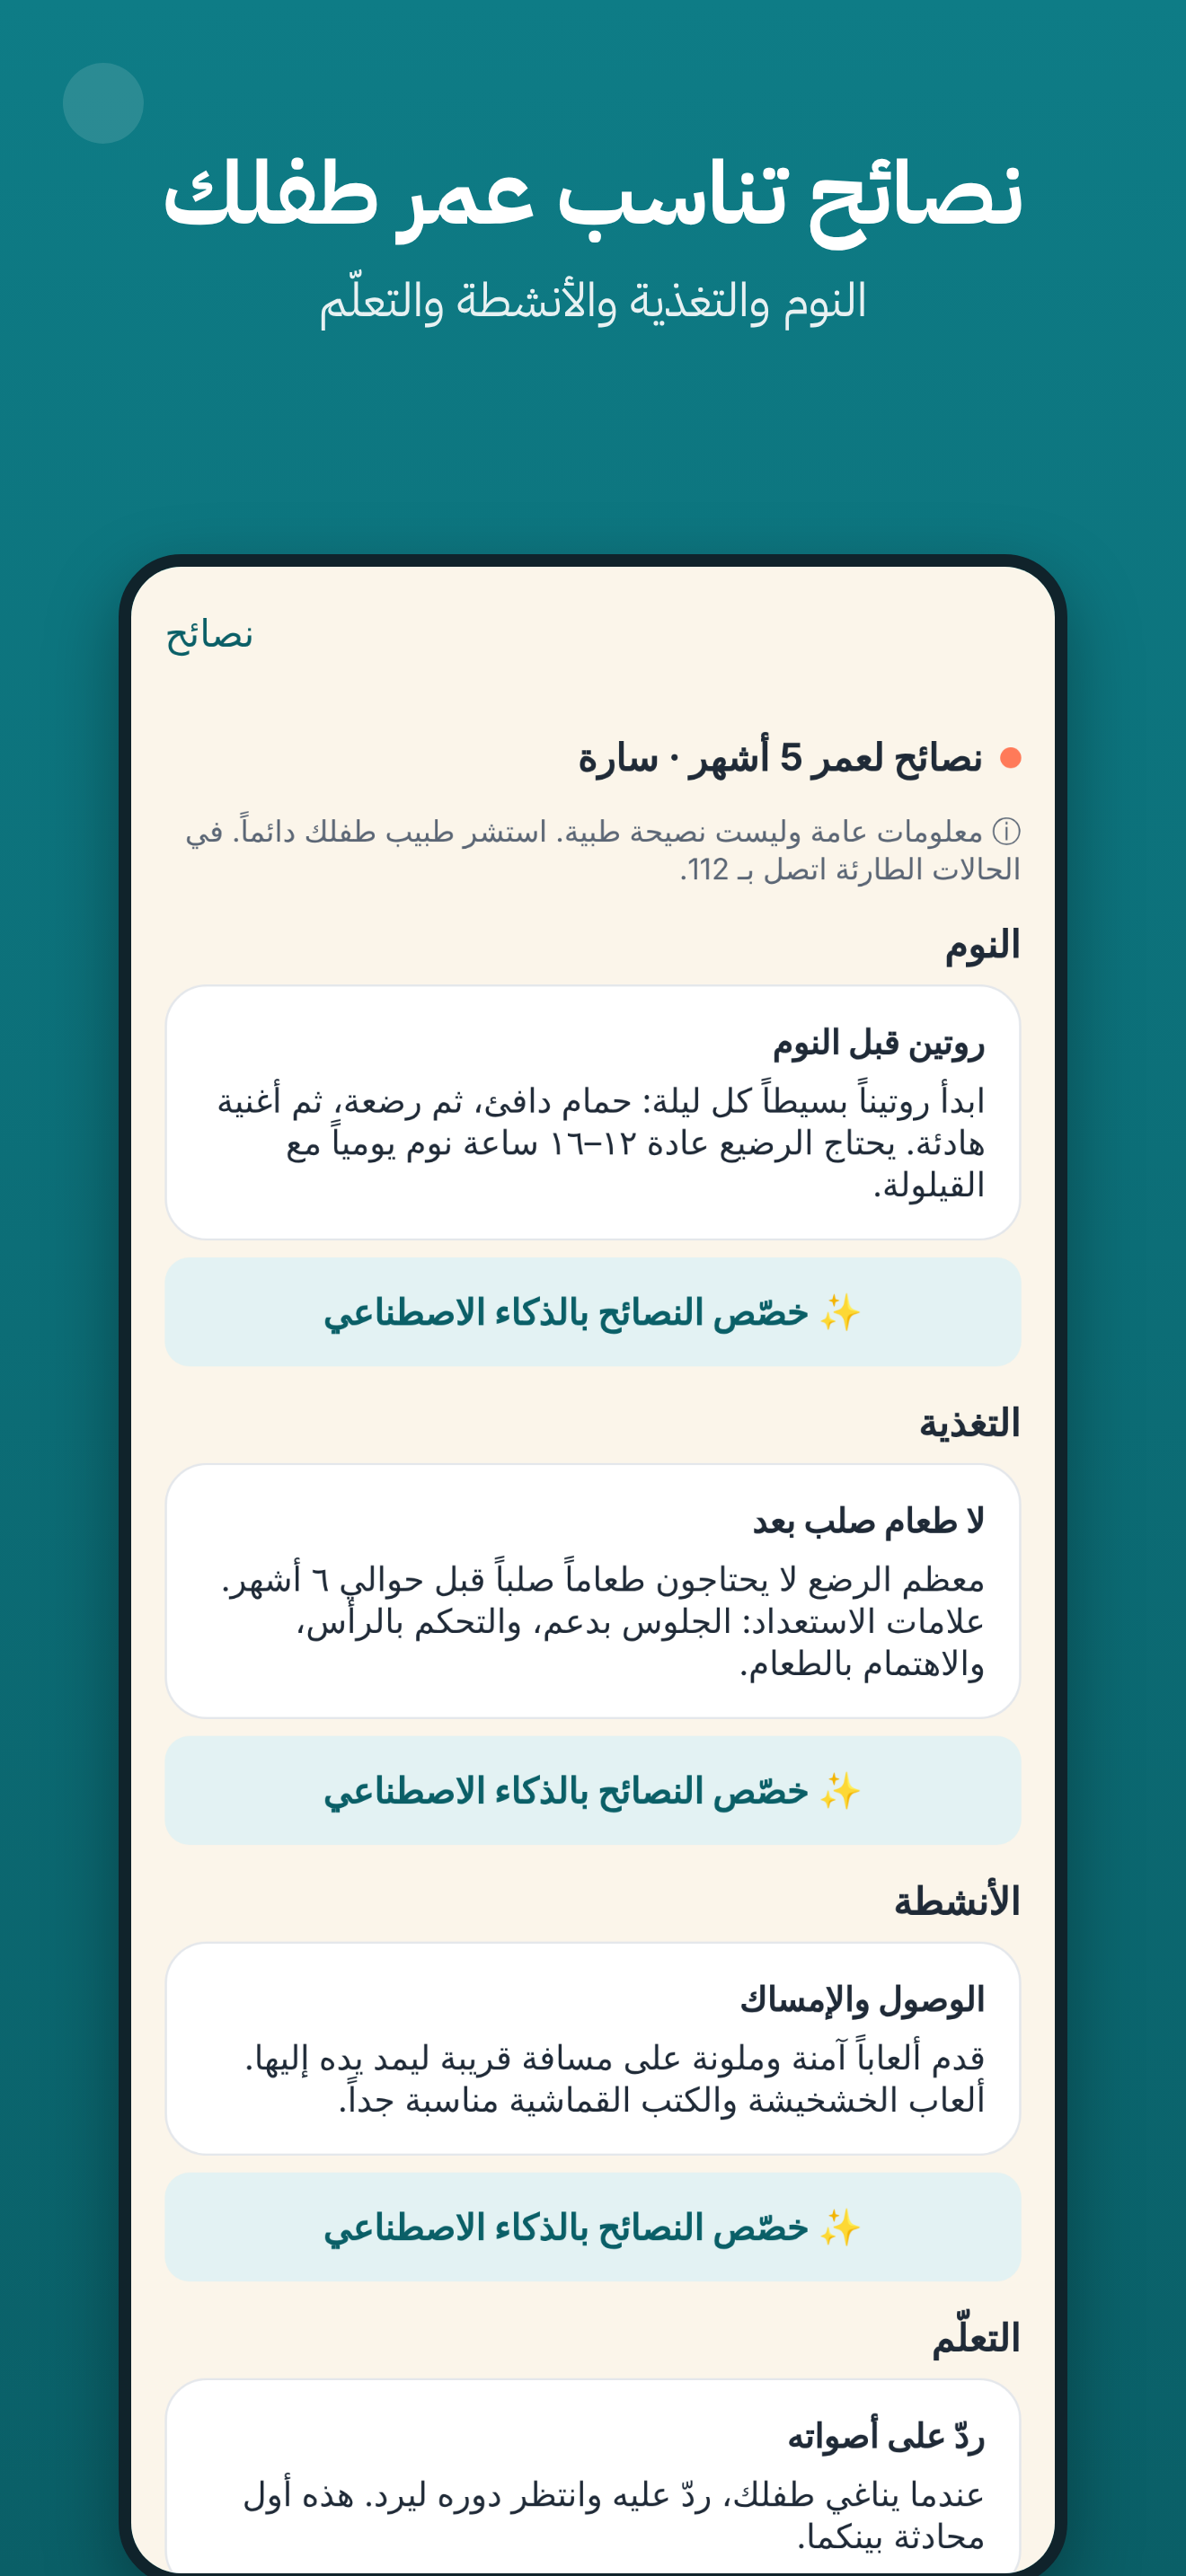 نصائح تناسب عمر طفلك
النوم والتغذية والأنشطة والتعلّم
نصائح
نصائح لعمر 5 أشهر · سارة
ⓘ معلومات عامة وليست نصيحة طبية. استشر طبيب طفلك دائماً. في
الحالات الطارئة اتصل بـ 112.
النوم
روتين قبل النوم
ابدأ روتيناً بسيطاً كل ليلة: حمام دافئ، ثم رضعة، ثم أغنية
هادئة. يحتاج الرضيع عادة ١٢–١٦ ساعة نوم يومياً مع
القيلولة.
✨ خصّص النصائح بالذكاء الاصطناعي
التغذية
لا طعام صلب بعد
معظم الرضع لا يحتاجون طعاماً صلباً قبل حوالي ٦ أشهر.
علامات الاستعداد: الجلوس بدعم، والتحكم بالرأس،
والاهتمام بالطعام.
✨ خصّص النصائح بالذكاء الاصطناعي
الأنشطة
الوصول والإمساك
قدم ألعاباً آمنة وملونة على مسافة قريبة ليمد يده إليها.
ألعاب الخشخيشة والكتب القماشية مناسبة جداً.
✨ خصّص النصائح بالذكاء الاصطناعي
التعلّم
ردّ على أصواته
عندما يناغي طفلك، ردّ عليه وانتظر دوره ليرد. هذه أول
محادثة بينكما.